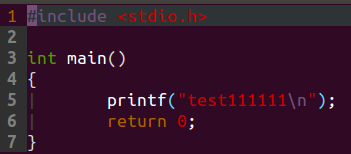 1 #include <stdio.h>
2
3 int main()
4 {
5 |       printf("test111111\n");
6 |       return 0;
7 }